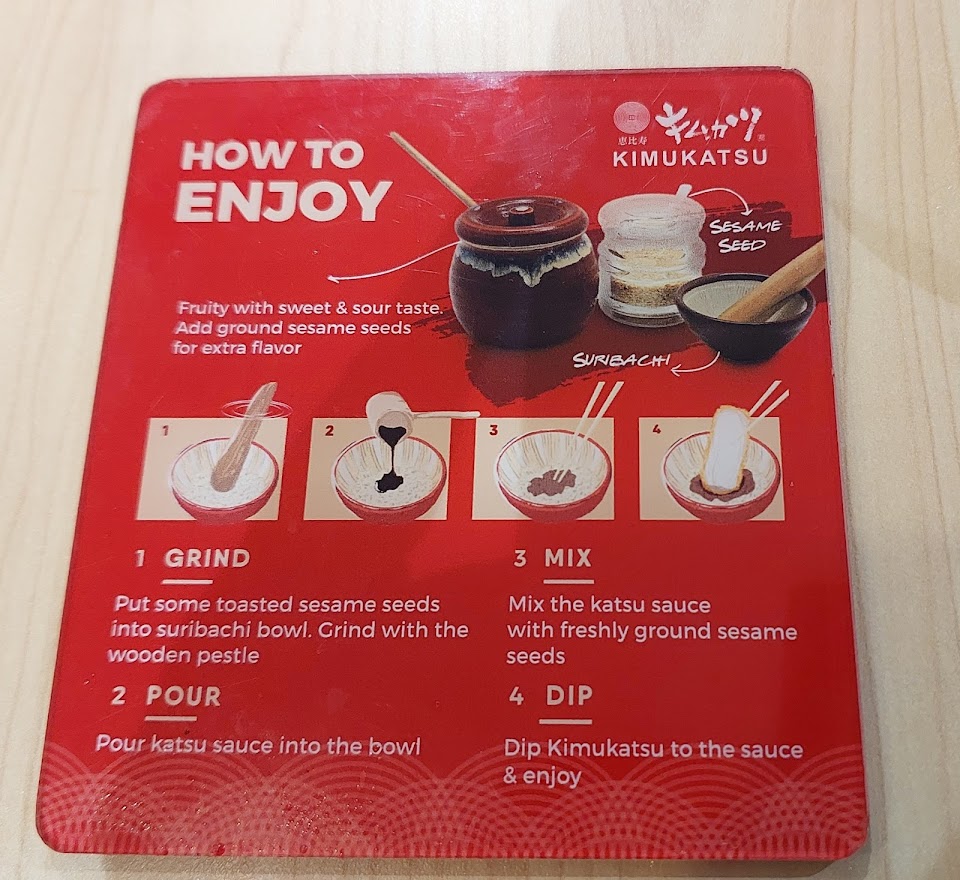 HOW TO
ENJOY
恵比寿
キムカツ
KIMUKATSU
SESAME
SEED
Fruity with sweet & sour taste.
Add ground sesame seeds
for extra flavor
SURIBACHI
1
2
3
4
1 GRIND
Put some toasted sesame seeds
into suribachi bowl. Grind with the
wooden pestle
2 POUR
Pour katsu sauce into the bowl
3 MIX
Mix the katsu sauce
with freshly ground sesame
seeds
4 DIP
Dip Kimukatsu to the sauce
& enjoy